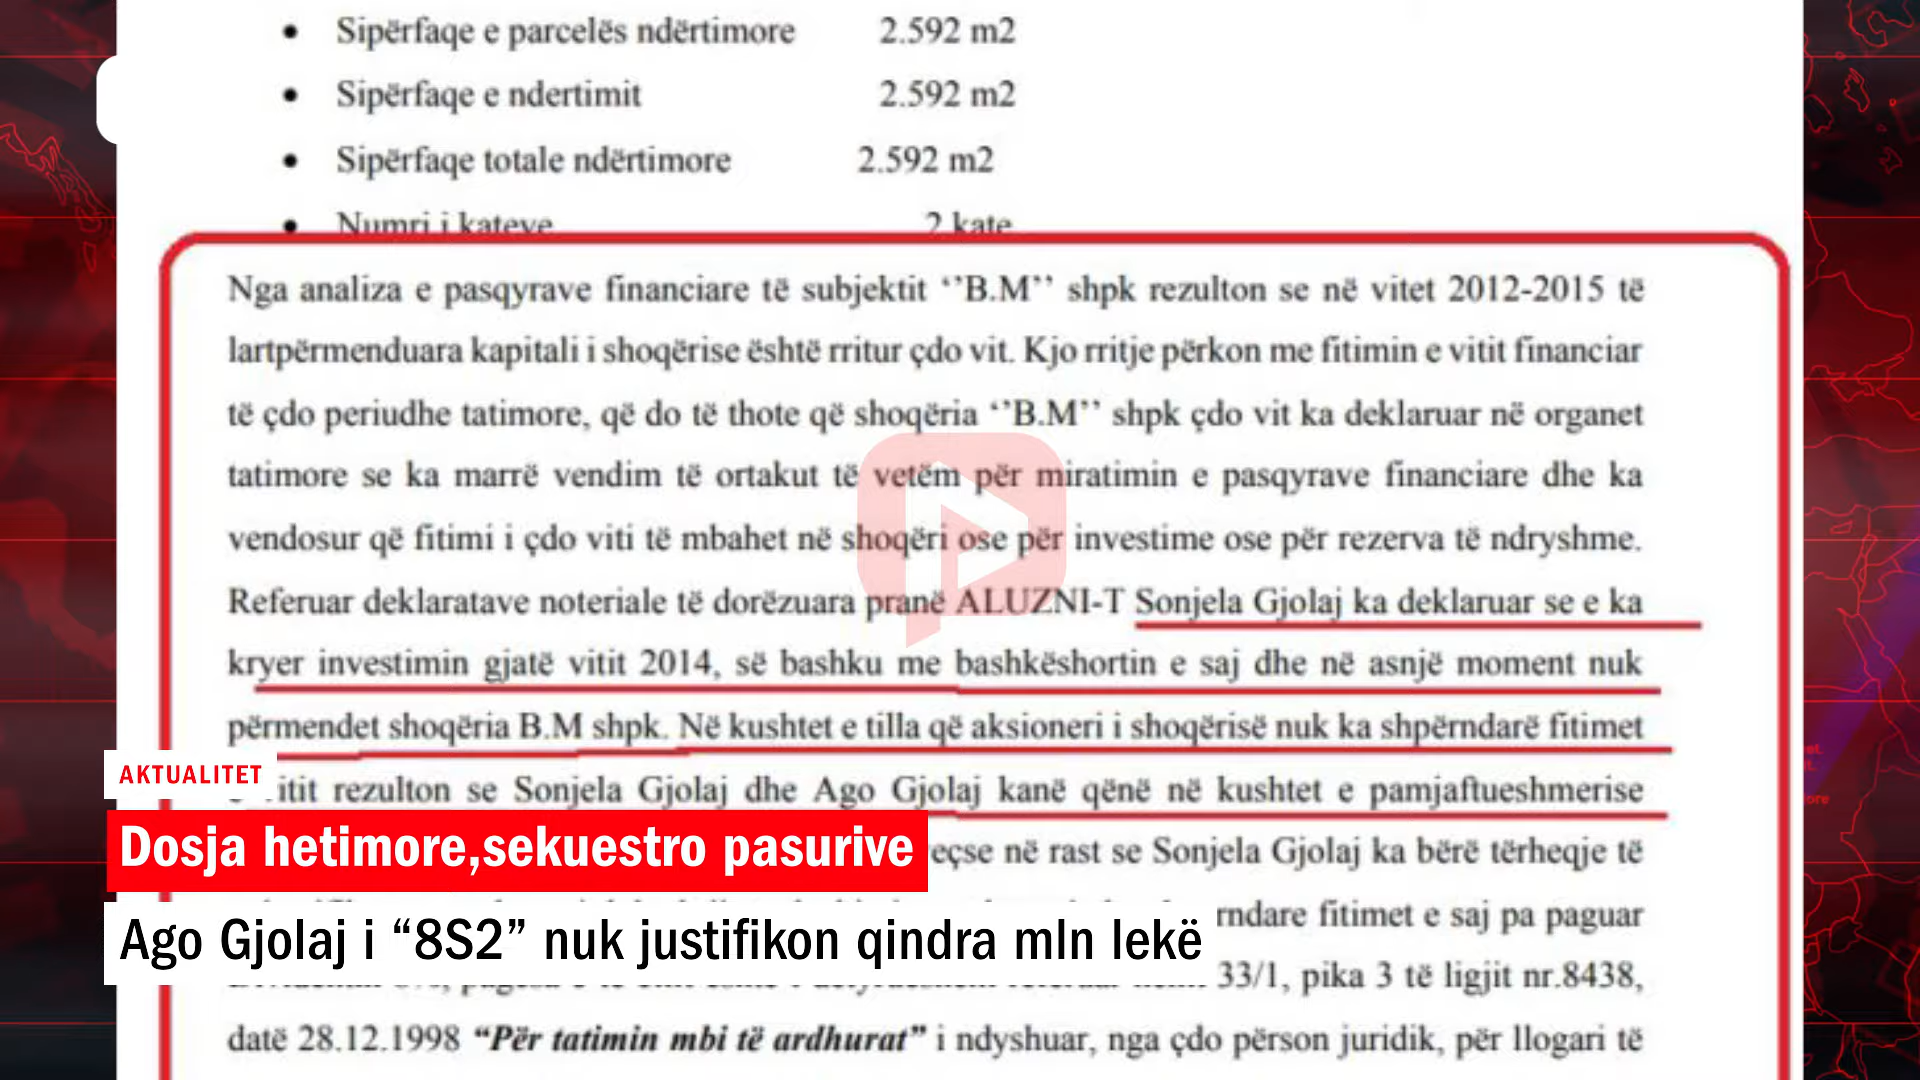 • Sipërfaqe e parcelës ndërtimore 2.592 m2
• Sipërfaqe e ndertimit 2.592 m2
• Sipërfaqe totale ndërtimore 2.592 m2
• Numri i kateve 2 kate
Nga analiza e pasqyrave financiare të subjektit ‘’B.M’’ shpk rezulton se në vitet 2012-2015 të
lartpërmenduara kapitali i shoqërise është rritur çdo vit. Kjo rritje përkon me fitimin e vitit financiar
të çdo periudhe tatimore, që do të thote që shoqëria ‘’B.M’’ shpk çdo vit ka deklaruar në organet
tatimore se ka marrë vendim të ortakut të vetëm për miratimin e pasqyrave financiare dhe ka
vendosur që fitimi i çdo viti të mbahet në shoqëri ose për investime ose për rezerva të ndryshme.
Referuar deklaratave noteriale të dorëzuara pranë ALUZNI-T Sonjela Gjolaj ka deklaruar se e ka
kryer investimin gjatë vitit 2014, së bashku me bashkëshortin e saj dhe në asnjë moment nuk
përmendet shoqëria B.M shpk. Në kushtet e tilla që aksioneri i shoqërisë nuk ka shpërndarë fitimet
itit rezulton se Sonjela Gjolaj dhe Ago Gjolaj kanë qënë në kushtet e pamjaftueshmerise
eçse në rast se Sonjela Gjolaj ka bërë tërheqje të
rndare fitimet e saj pa paguar
33/1, pika 3 të ligjit nr.8438,
datë 28.12.1998 “Për tatimin mbi të ardhurat” i ndyshuar, nga çdo përson juridik, për llogari të
AKTUALITET
Dosja hetimore,sekuestro pasurive
Ago Gjolaj i “8S2” nuk justifikon qindra mln lekë